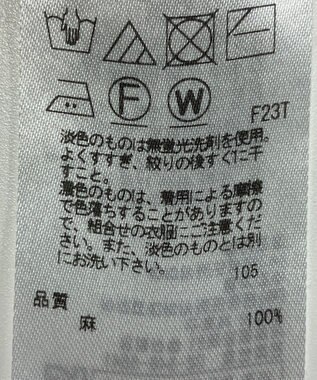 F W F23T
淡色のものは無蛍光洗剤を使用。
よくすすぎ、絞りの後すぐに干
すこと。
濃色のものは、着用による摩擦
で色落ちすることがありますの
で、組合せの衣服にご注意くだ
さい。また、淡色のものとは別
にお洗い下さい。
105
品質
麻 100%